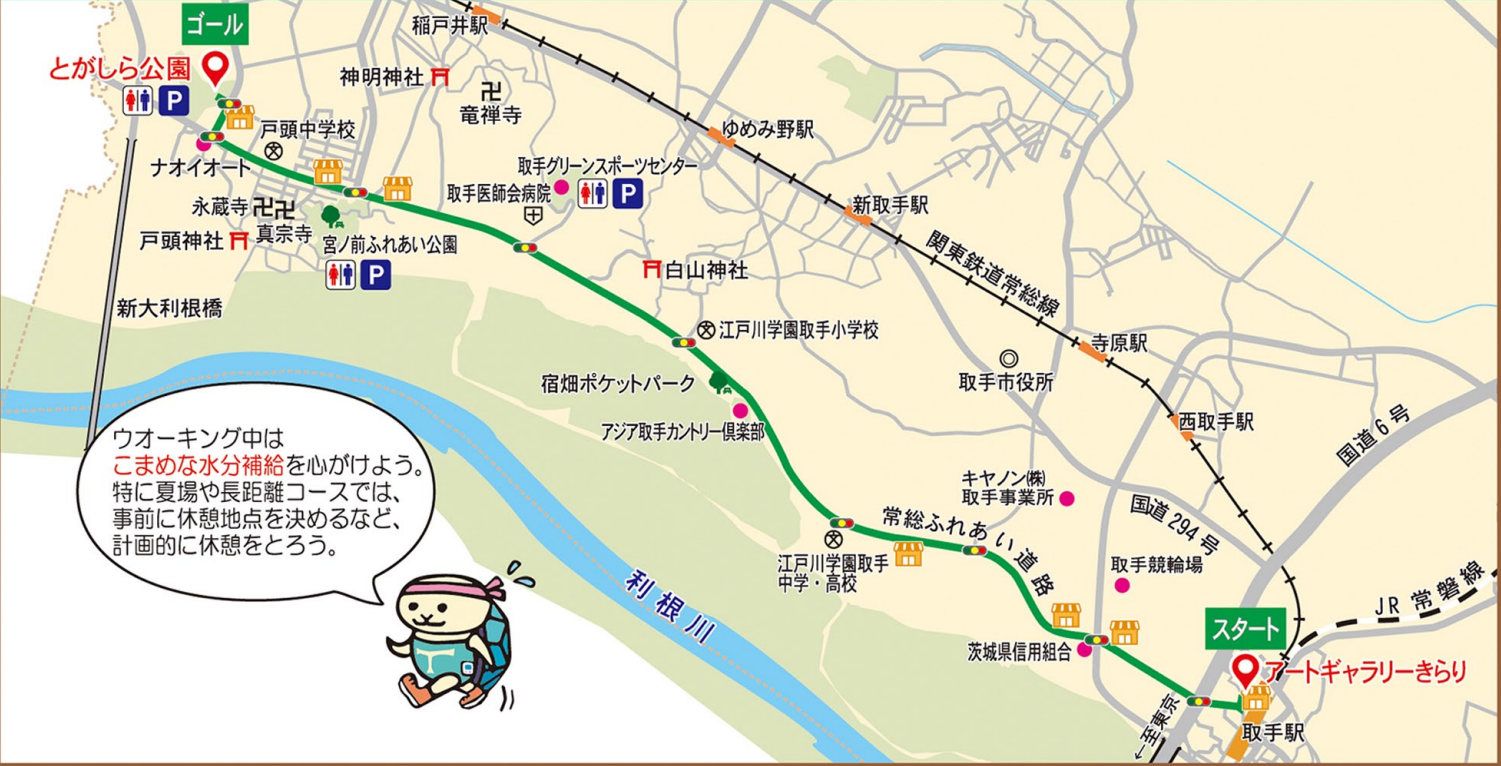 ゴール
とがしら公園
P
稲戸井駅
神明神社
竜禅寺
戸頭中学校
ナオイオート
永蔵寺
卍卍
真宗寺
戸頭神社
宮ノ前ふれあい公園
P
新大利根橋
卍
ゆめみ野駅
取手グリーンスポーツセンター
P
取手医師会病院
新取手駅
関東鉄道常総線
白山神社
江戸川学園取手小学校
寺原駅
取手市役所
宿畑ポケットパーク
アジア取手カントリー倶楽部
西取手駅
国道6号
キヤノン㈱
取手事業所
国道294号
常総ふれあい道路
江戸川学園取手
中学・高校
取手競輪場
JR 常磐線
スタート
アートギャラリーきらり
茨城県信用組合
←至東京
取手駅
利根川
ウオーキング中は
こまめな水分補給を心がけよう。
特に夏場や長距離コースでは、
事前に休憩地点を決めるなど、
計画的に休憩をとろう。